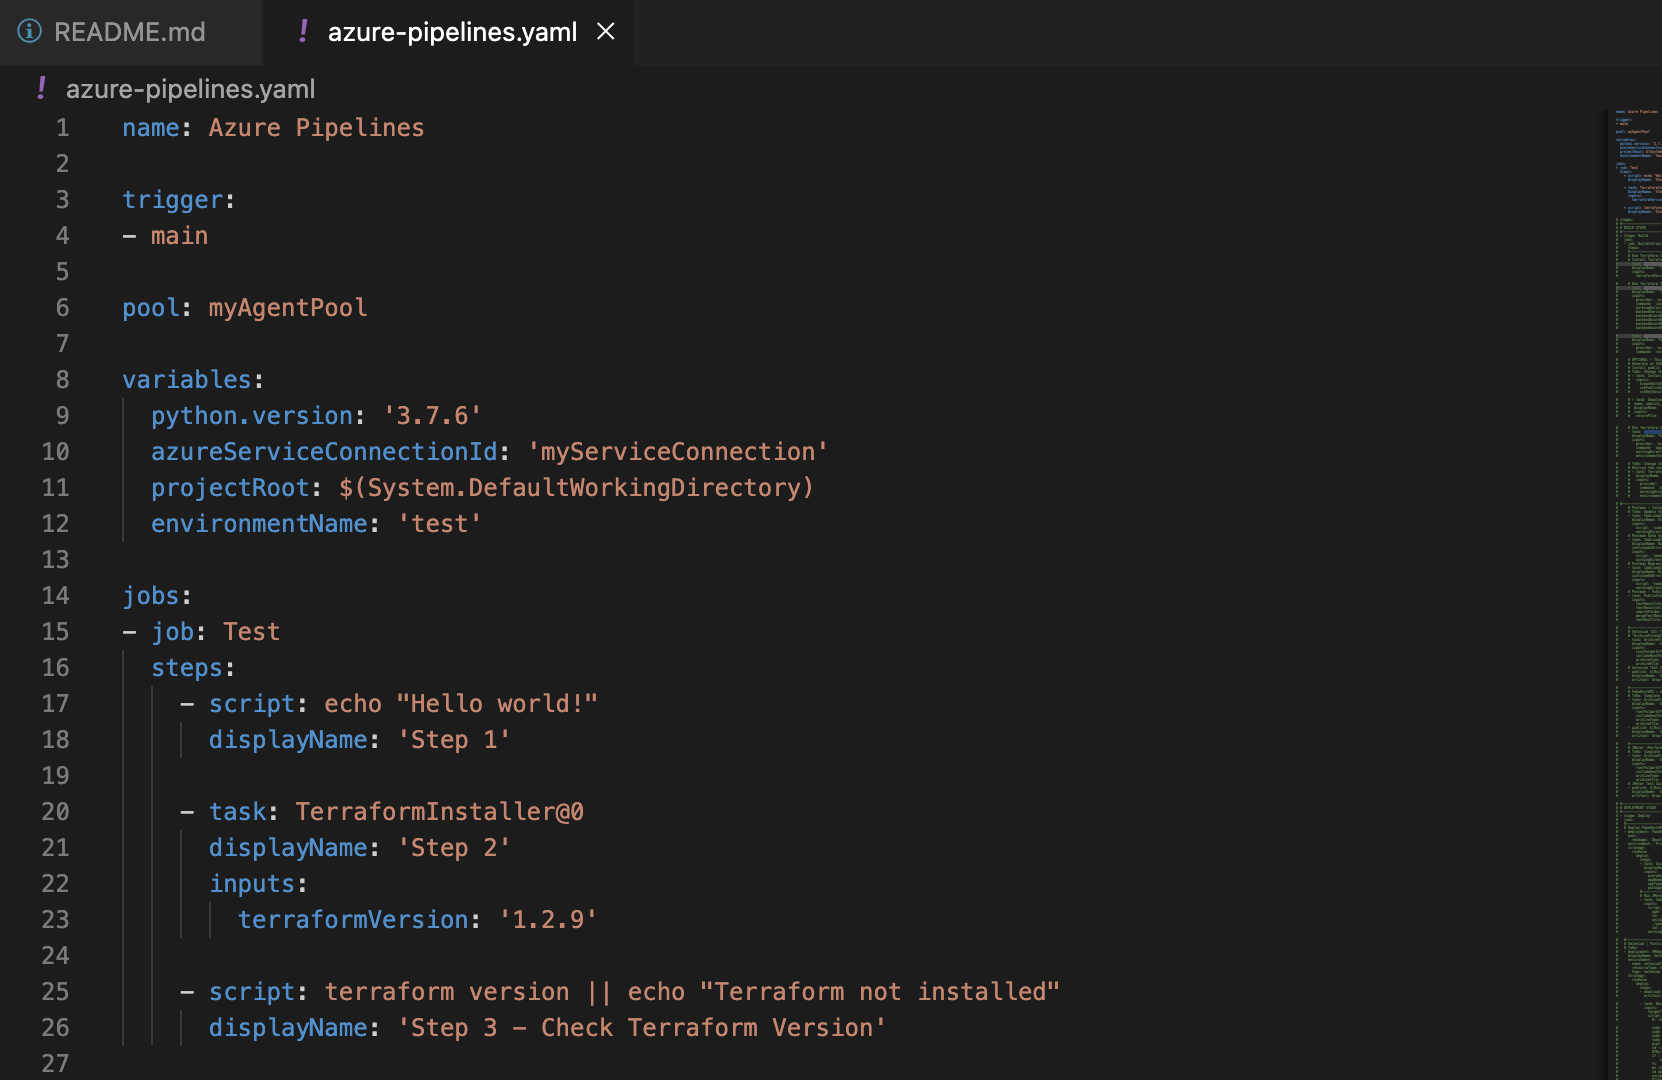 README.md
azure-pipelines.yaml
azure-pipelines.yaml
1 name: Azure Pipelines
2
3 trigger:
4 - main
5
6 pool: myAgentPool
7
8 variables:
9   python.version: '3.7.6'
10   azureServiceConnectionId: 'myServiceConnection'
11   projectRoot: $(System.DefaultWorkingDirectory)
12   environmentName: 'test'
13
14 jobs:
15 - job: Test
16   steps:
17     - script: echo "Hello world!"
18       displayName: 'Step 1'
19
20     - task: TerraformInstaller@0
21       displayName: 'Step 2'
22       inputs:
23         terraformVersion: '1.2.9'
24
25     - script: terraform version || echo "Terraform not installed"
26       displayName: 'Step 3 - Check Terraform Version'
27